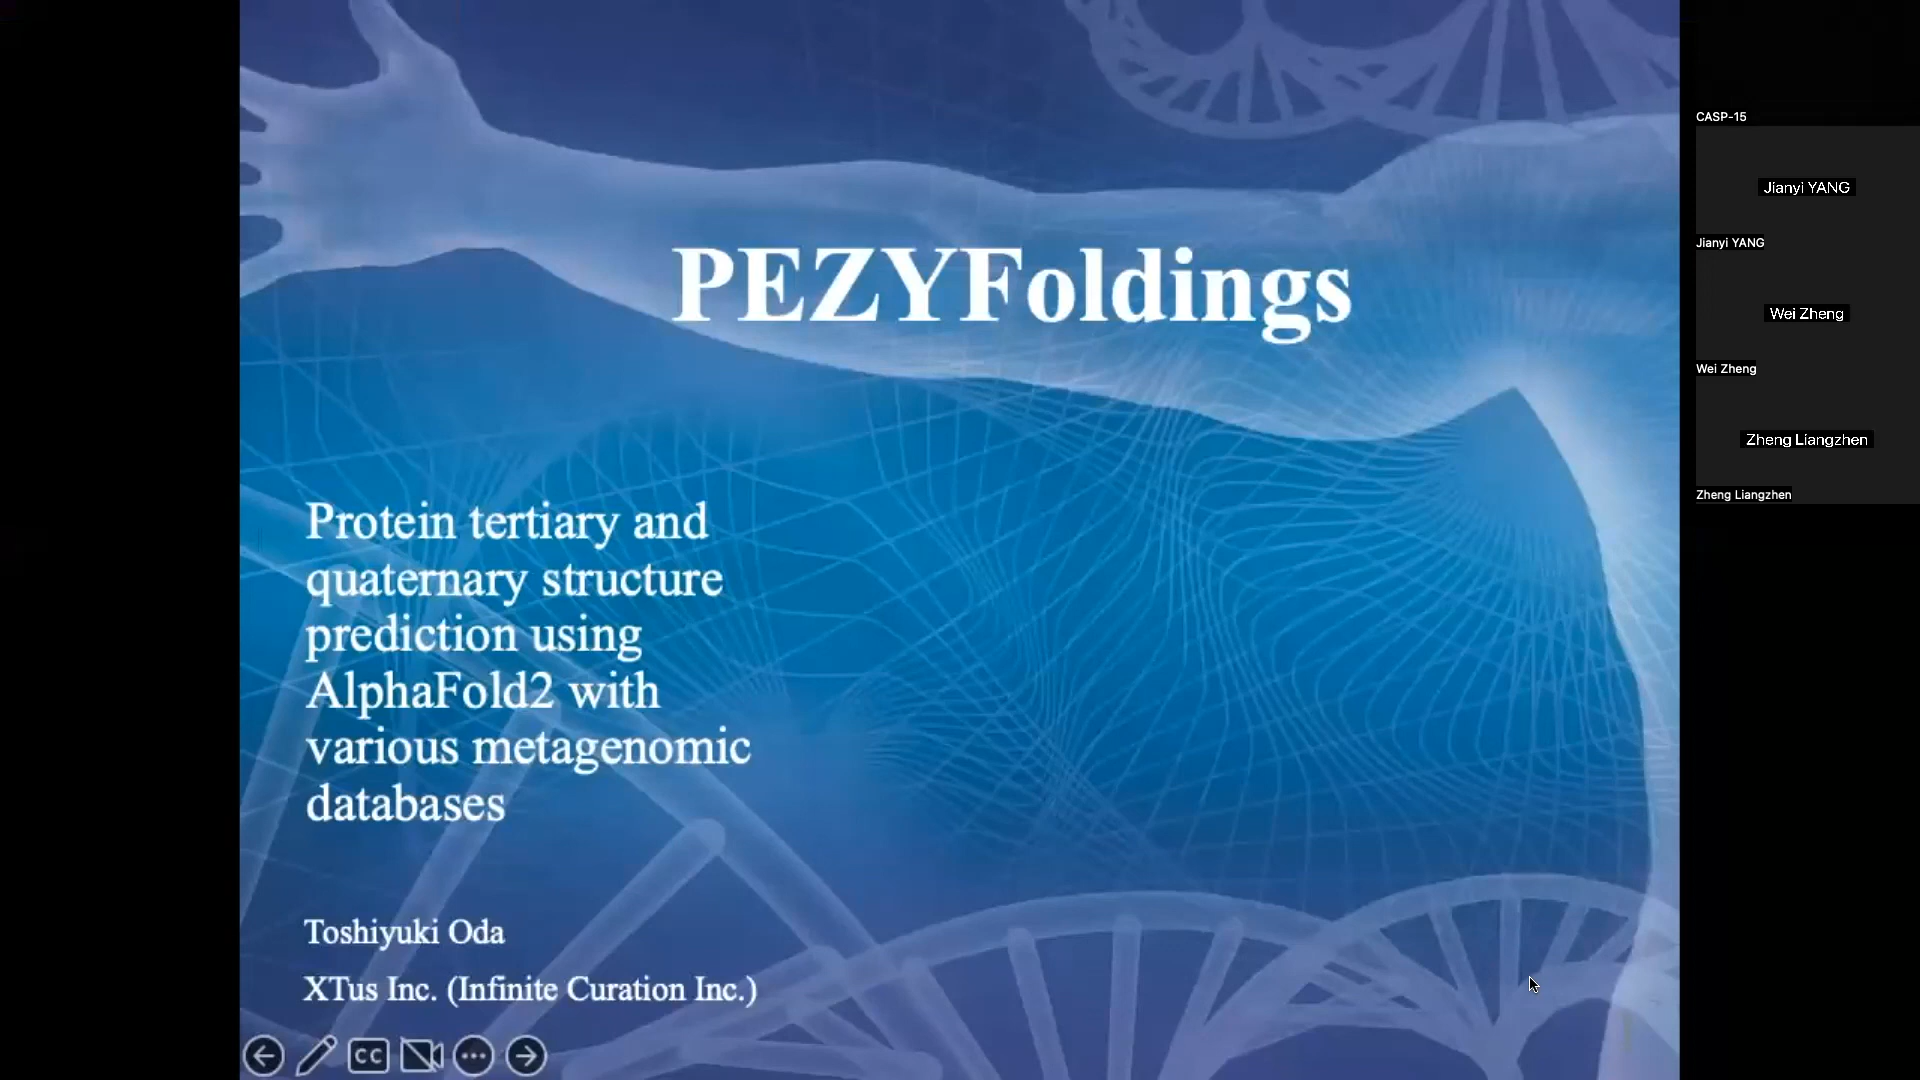 PEZYFoldings
Protein tertiary and
quaternary structure
prediction using
AlphaFold2 with
various metagenomic
databases
Toshiyuki Oda
XTus Inc. (Infinite Curation Inc.)
CC
CASP-15
Jianyi YANG
Jianyi YANG
Wei Zheng
Wei Zheng
Zheng Liangzhen
Zheng Liangzhen